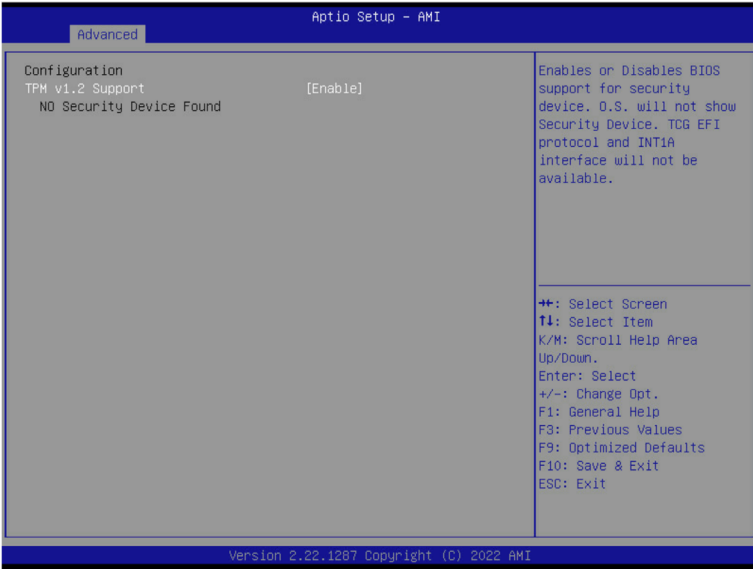 Aptio Setup – AMI
Advanced
Configuration
TPM v1.2 Support [Enable]
NO Security Device Found
Enables or Disables BIOS
support for security
device. O.S. will not show
Security Device. TCG EFI
protocol and INT1A
interface will not be
available.
→←: Select Screen
↑↓: Select Item
K/M: Scroll Help Area
Up/Down.
Enter: Select
+/-: Change Opt.
F1: General Help
F3: Previous Values
F9: Optimized Defaults
F10: Save & Exit
ESC: Exit
Version 2.22.1287 Copyright (C) 2022 AMI